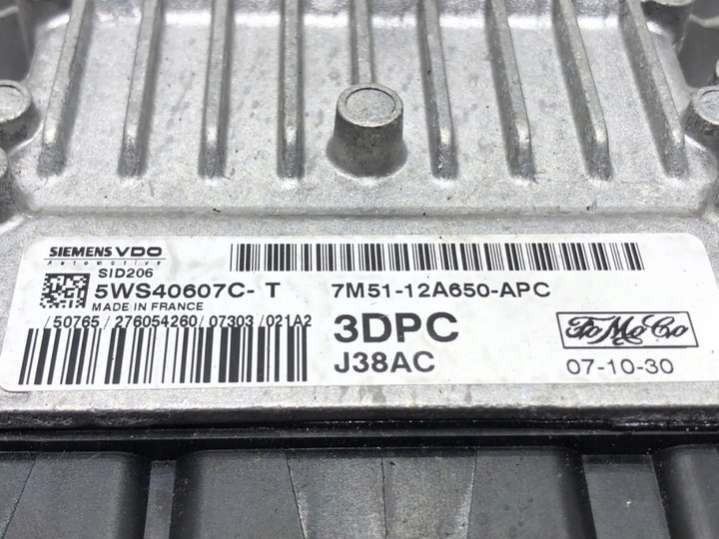 SIEMENS VDO
Automotive
SID206
5WS40607C- T
MADE IN FRANCE
/50765/276054260/07303/021A2
7M51-12A650-APC
3DPC
J38AC
FoMoCo
07-10-30